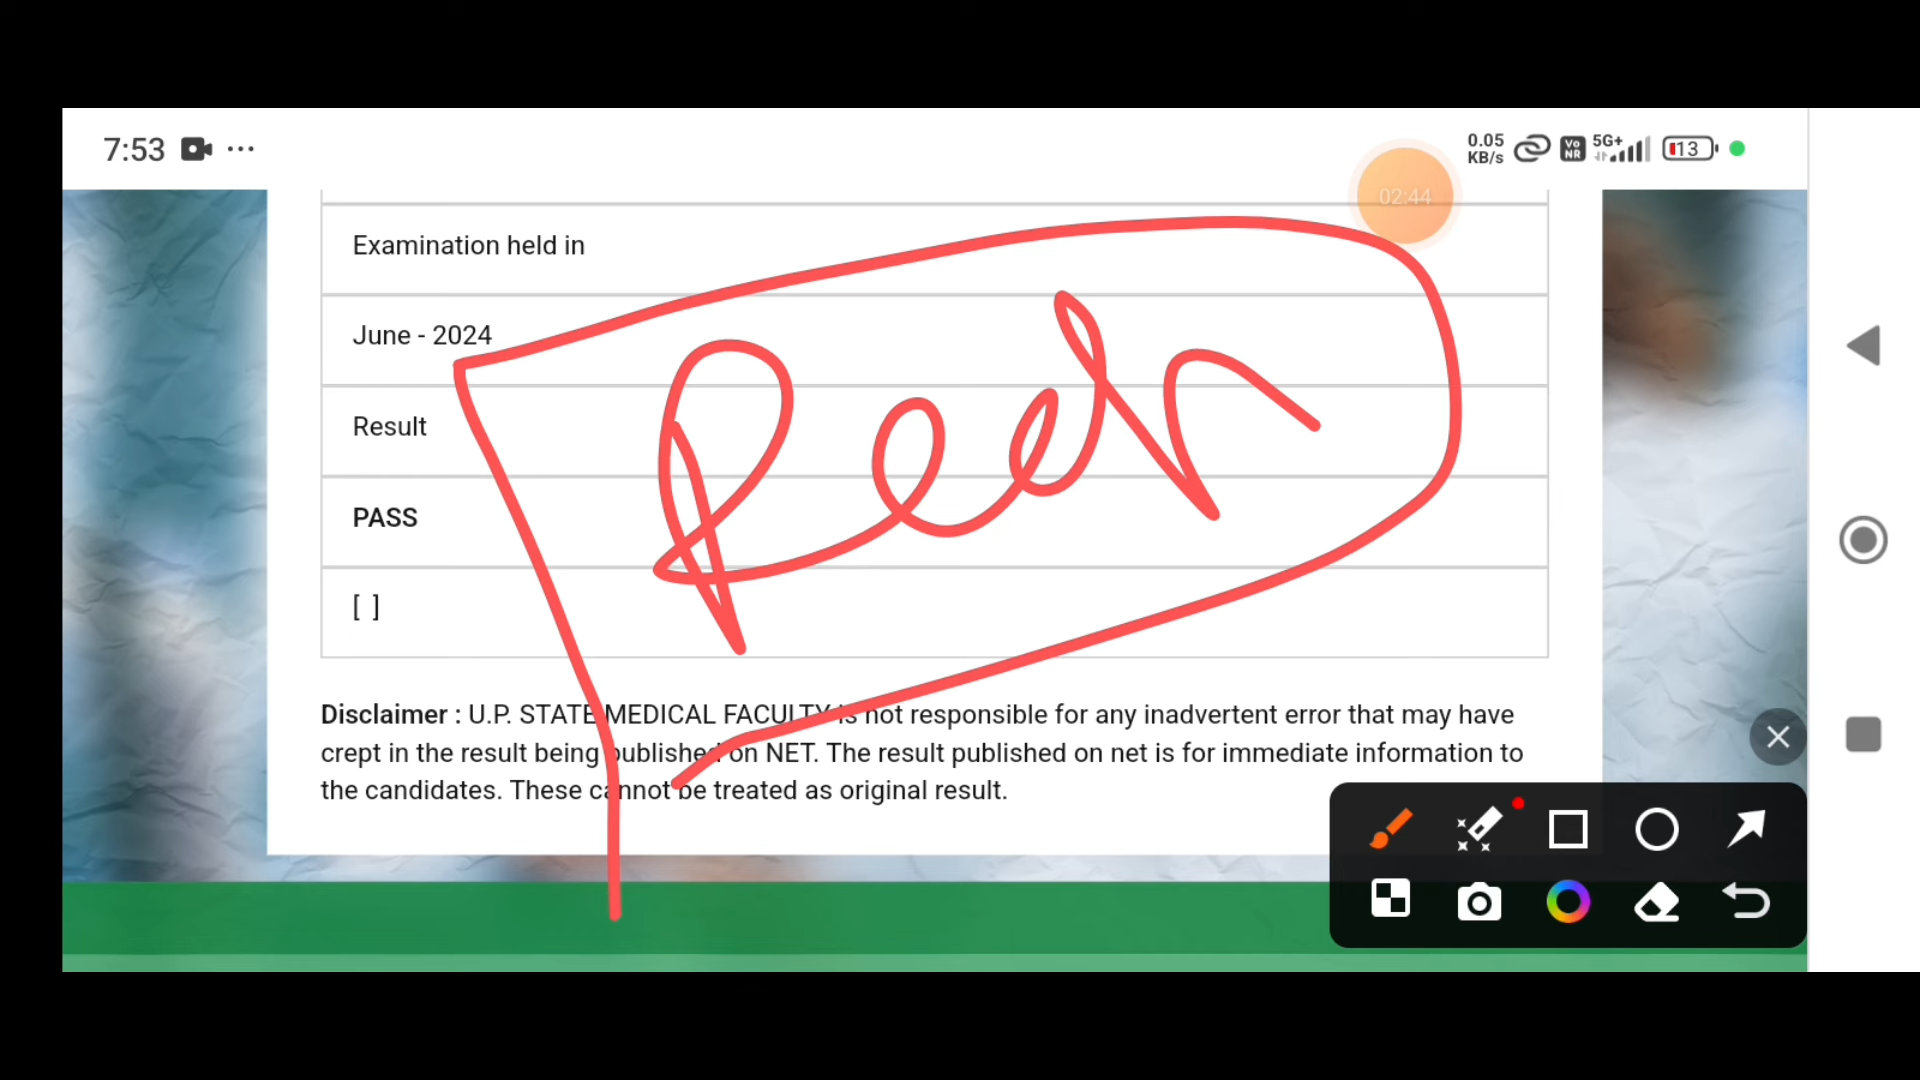 7:53
0.05
KB/s
Vo
NR
5G+
13
02:44
Examination held in
June - 2024
Result
PASS
[ ]
Disclaimer : U.P. STATE MEDICAL FACULTY is not responsible for any inadvertent error that may have
crept in the result being published on NET. The result published on net is for immediate information to
the candidates. These cannot be treated as original result.